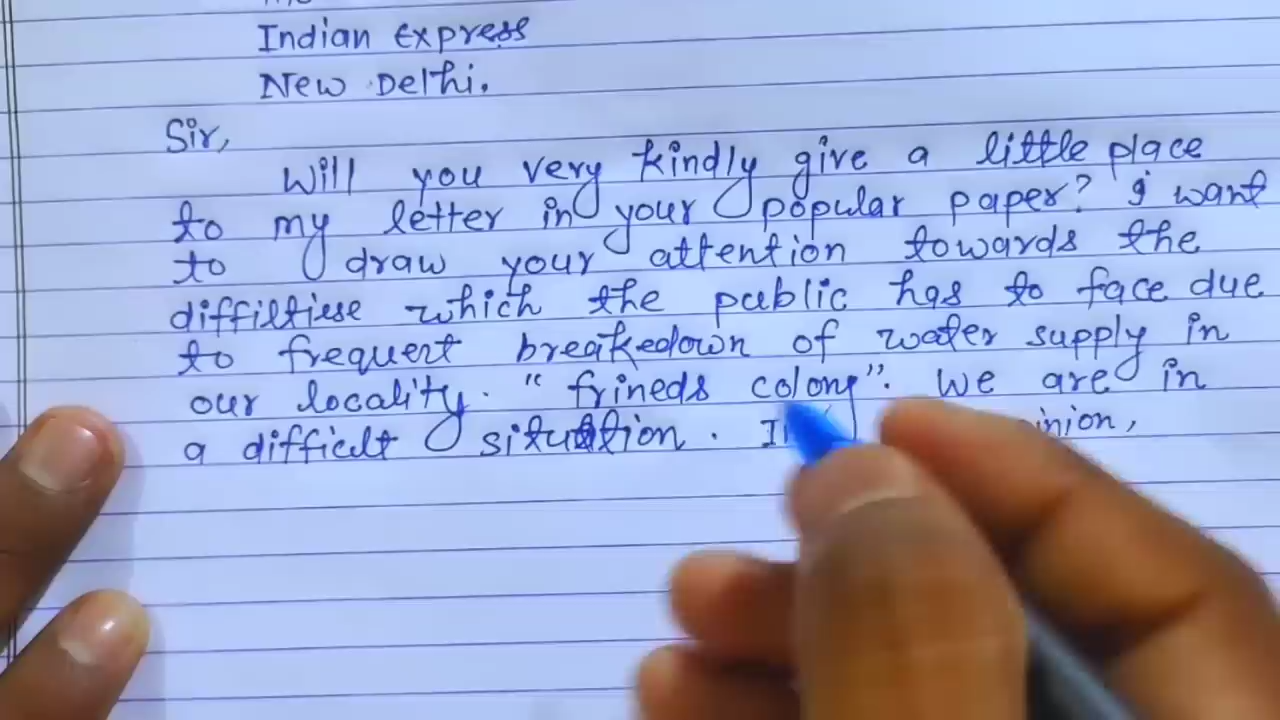 Indian Express
New Delhi.
Sir,
Will you very kindly give a little place
to my letter in your popular paper? I want
to draw your attention towards the
diffiltiese which the public has to face due
to frequert breakedown of water supply in
our locality. "frineds colony". We are in
a difficlt situation. In